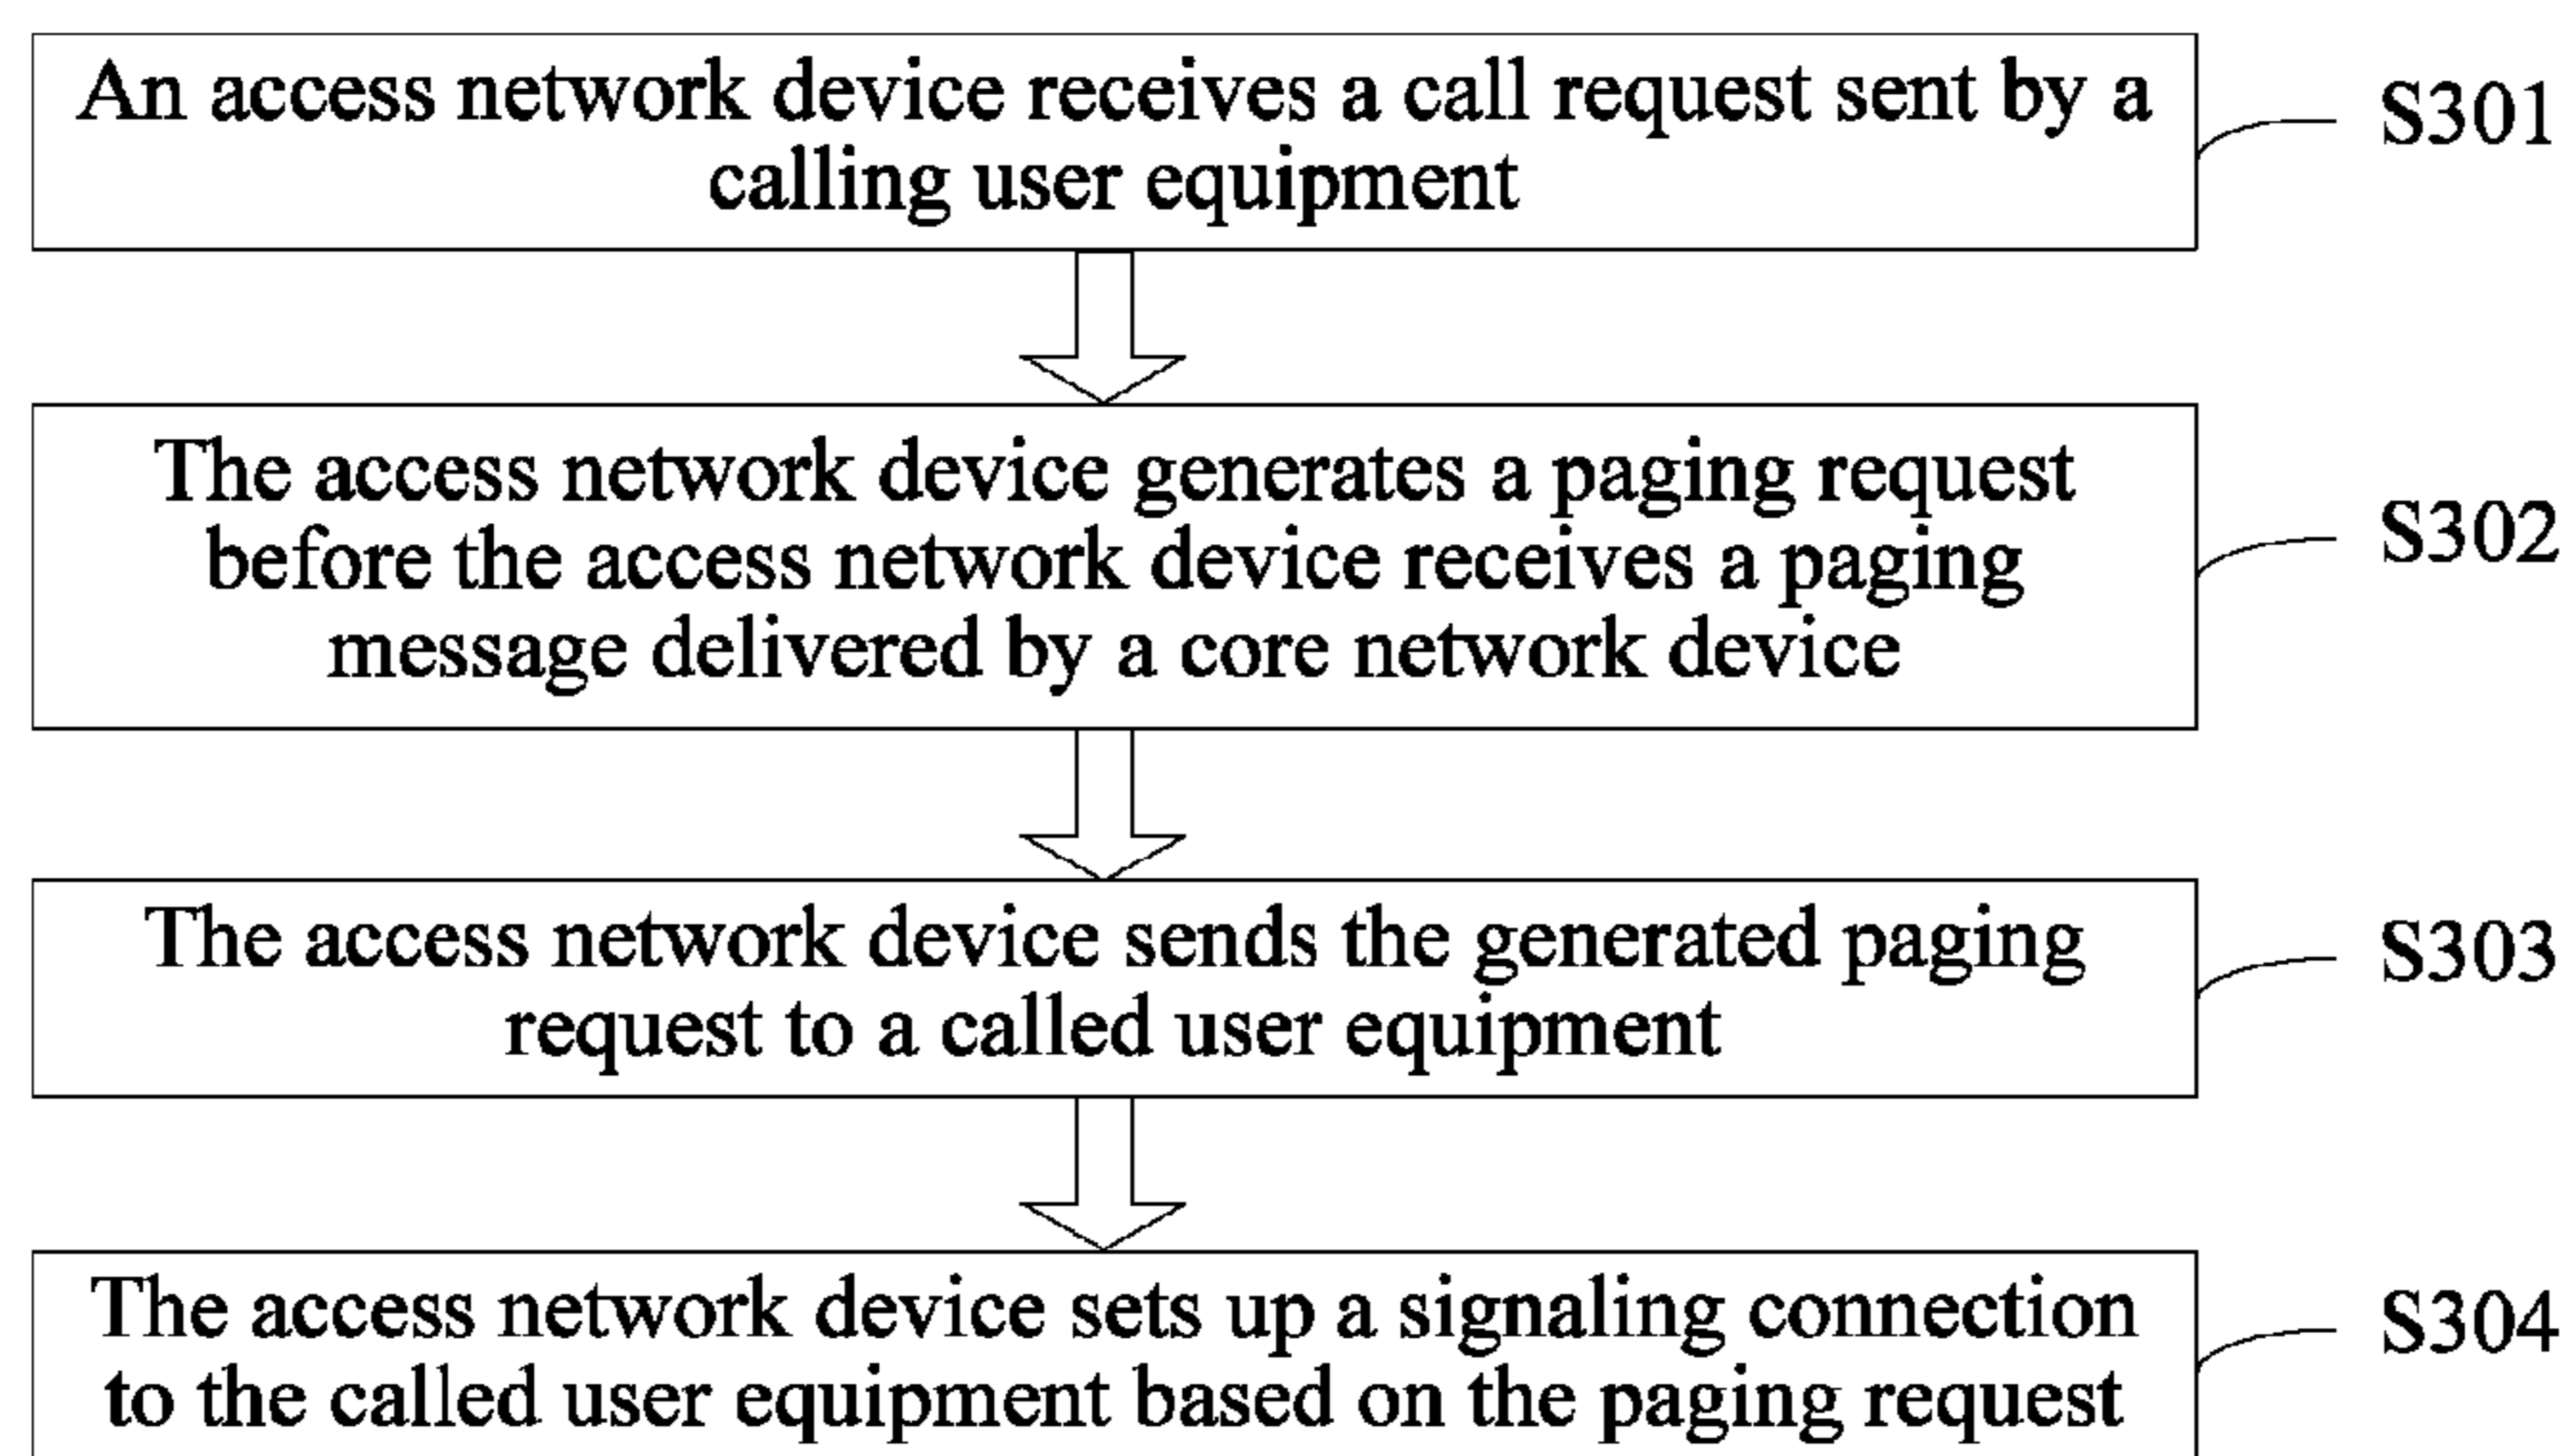 An access network device receives a call request sent by a
calling user equipment
S301
The access network device generates a paging request
before the access network device receives a paging
message delivered by a core network device
S302
The access network device sends the generated paging
request to a called user equipment
S303
The access network device sets up a signaling connection
to the called user equipment based on the paging request
S304